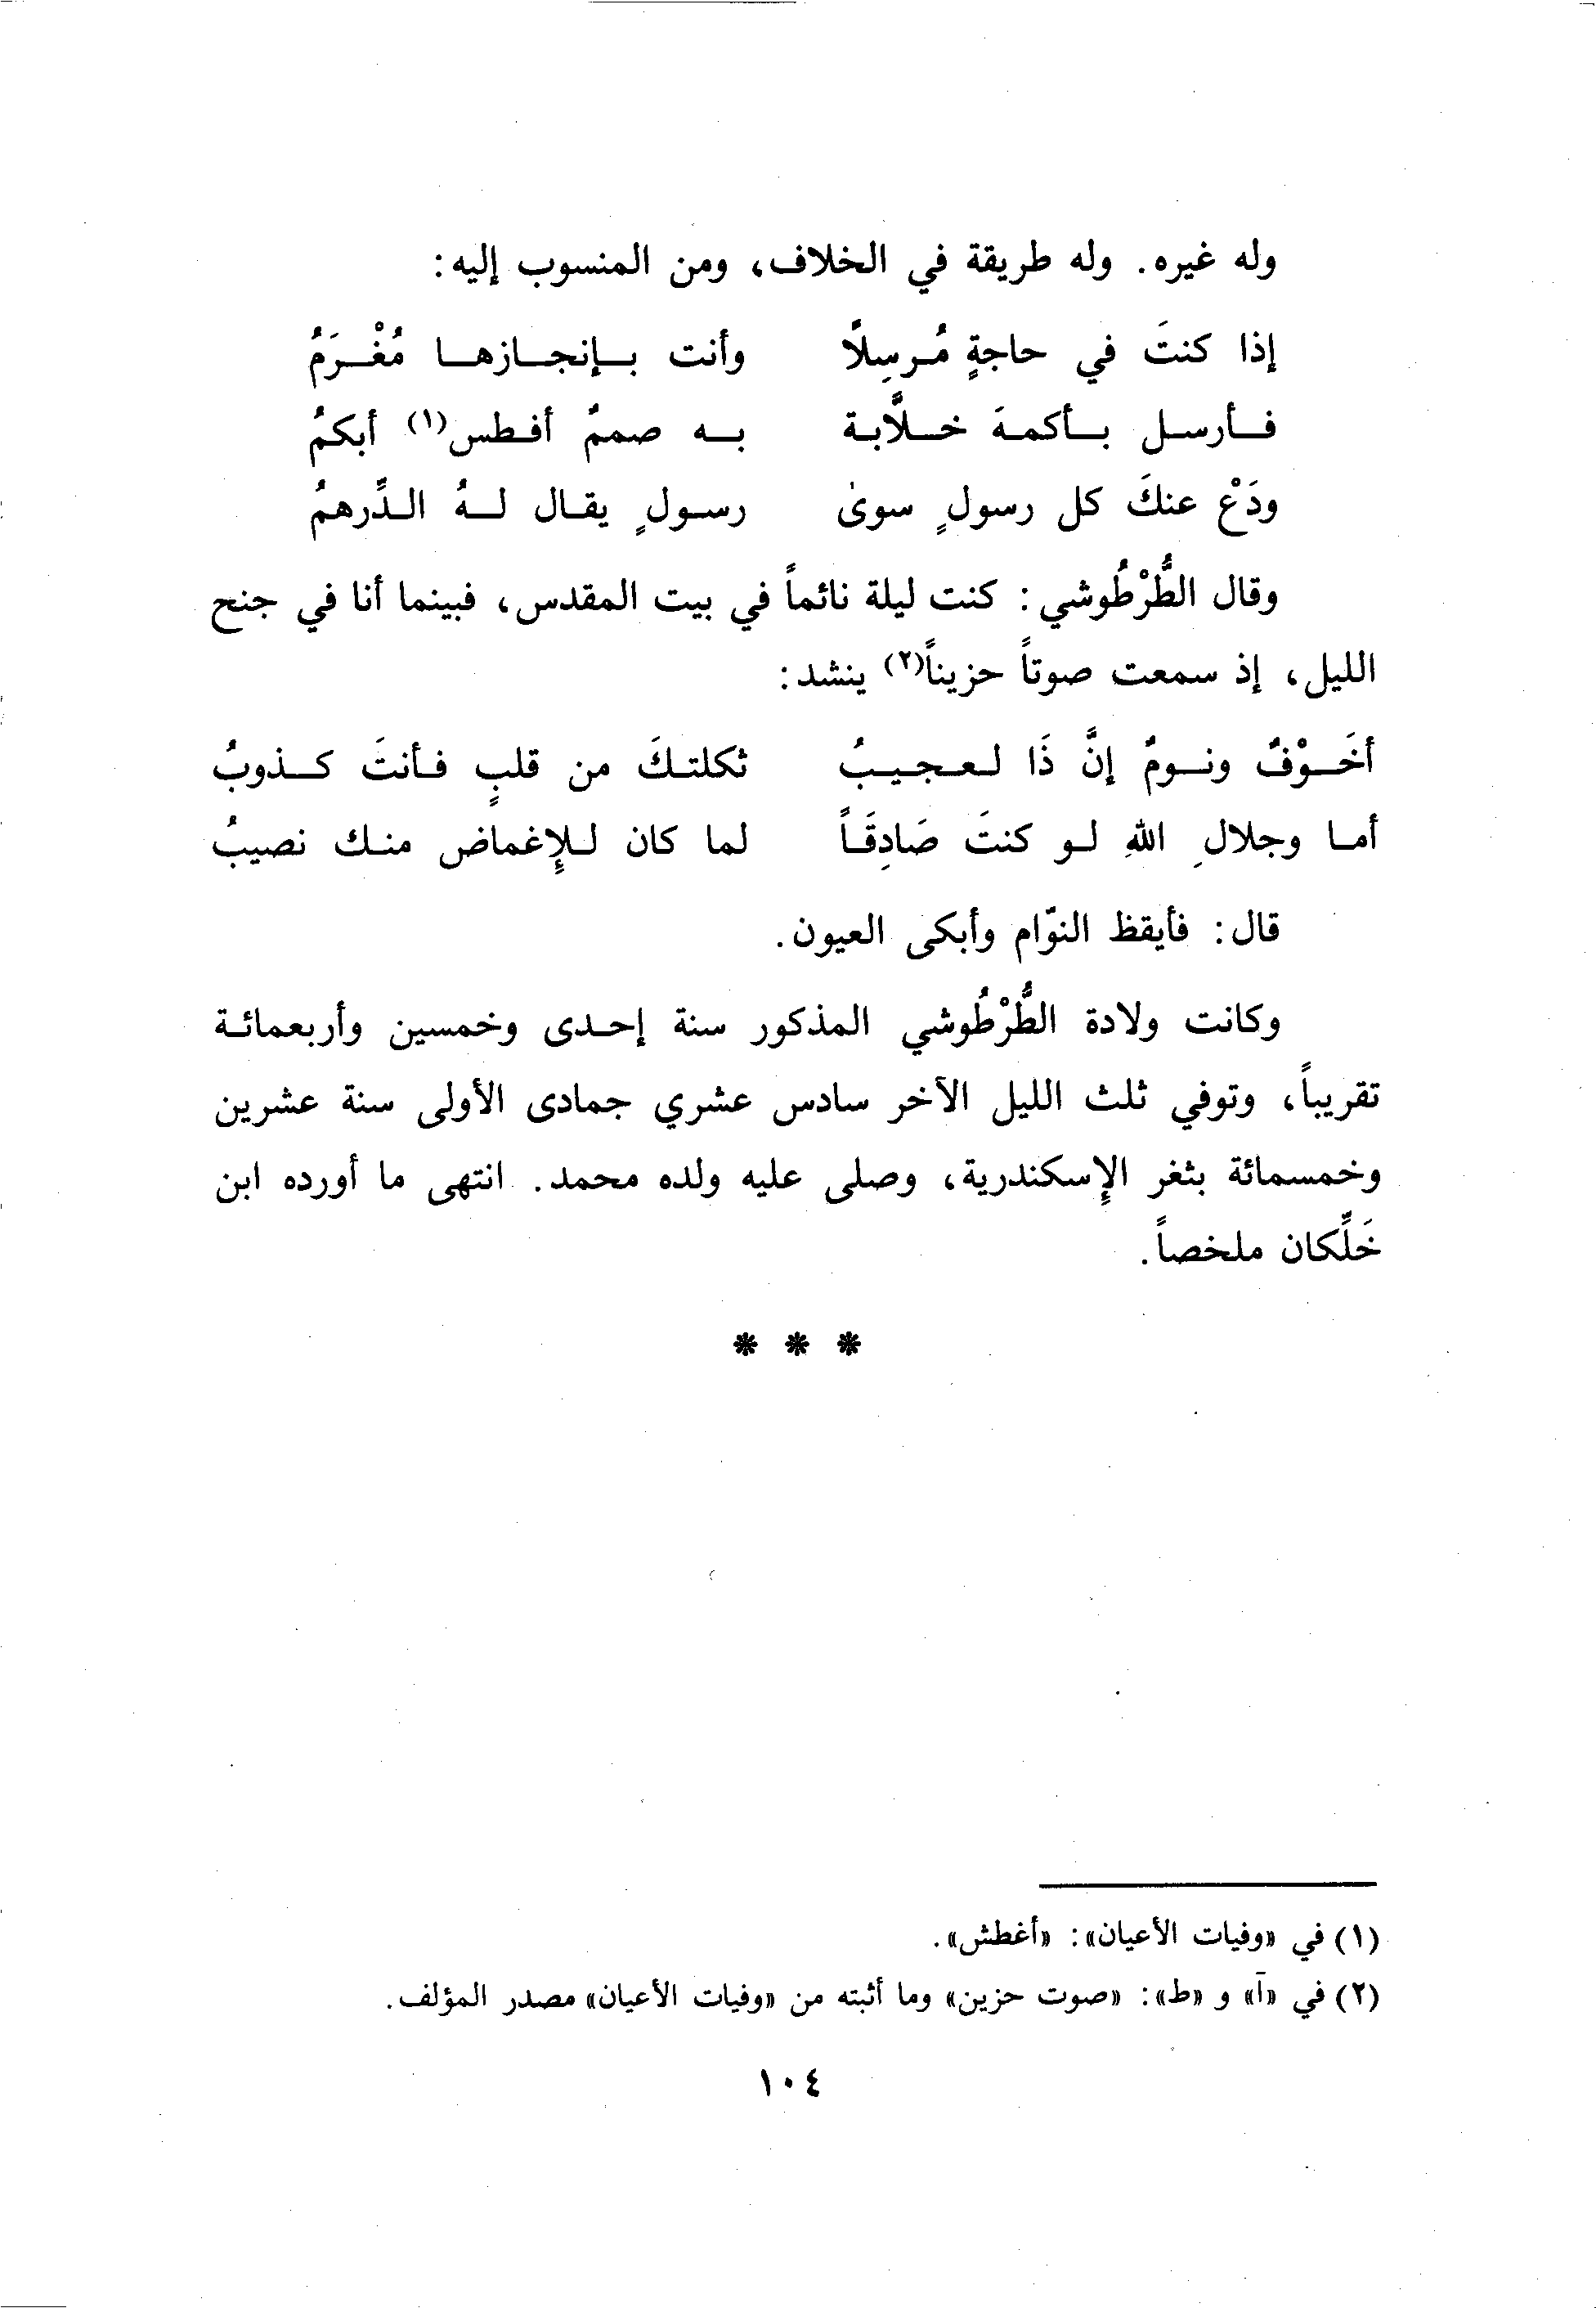 وله غيره. وله طريقة في الخلاف، ومن المنسوب إليه:
إذا كنتَ في حاجةٍ مُرسِلًا وأنت بإنجازها مُغْرَمُ
فأرسل بأكمهَ خلَّابة به صممٌ أفطس(١) أبكمُ
ودَعْ عنكَ كل رسولٍ سوىٰ رسولٍ يقال لهُ الدِّرهمُ
وقال الطُّرْطُوشي: كنت ليلة نائماً في بيت المقدس، فبينما أنا في جنح
الليل، إذ سمعت صوتاً حزيناً(٢) ينشد:
أخَوْفٌ ونومٌ إنَّ ذَا لعجيبُ ثكلتكَ من قلبٍ فأنتَ كذوبُ
أما وجلالِ اللهِ لو كنتَ صَادِقَاً لما كان للإغماض منك نصيبُ
قال: فأيقظ النوّام وأبكى العيون.
وكانت ولادة الطُّرْطُوشي المذكور سنة إحدى وخمسين وأربعمائة
تقريباً، وتوفي ثلث الليل الآخر سادس عشري جمادى الأولى سنة عشرين
وخمسمائة بثغر الإسكندرية، وصلى عليه ولده محمد. انتهى ما أورده ابن
خَلِّكان ملخصاً.
* * *
(١) في «وفيات الأعيان»: «أغطش».
(٢) في «آ» و «ط»: «صوت حزين» وما أثبته من «وفيات الأعيان» مصدر المؤلف.
١٠٤